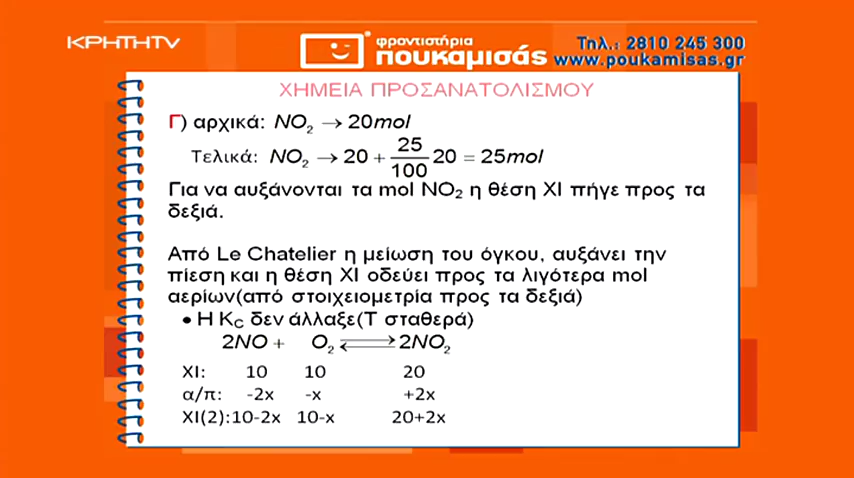 ΚΡΗΤΗTV
φροντιστήρια
πουκαμισάς
Τηλ.: 2810 245 300
www.poukamisas.gr
ΧΗΜΕΙΑ ΠΡΟΣΑΝΑΤΟΛΙΣΜΟΥ
Γ) αρχικά: NO₂ → 20mol
Τελικά: NO₂ → 20 + 25/100 20 = 25mol
Για να αυξάνονται τα mol NO₂ η θέση ΧΙ πήγε προς τα
δεξιά.
Από Le Chatelier η μείωση του όγκου, αυξάνει την
πίεση και η θέση ΧΙ οδεύει προς τα λιγότερα mol
αερίων(από στοιχειομετρία προς τα δεξιά)
• Η K_C δεν άλλαξε(Τ σταθερά)
2NO + O₂ ⇌ 2NO₂
ΧΙ: 10 10 20
α/π: -2x -x +2x
ΧΙ(2):10-2x 10-x 20+2x